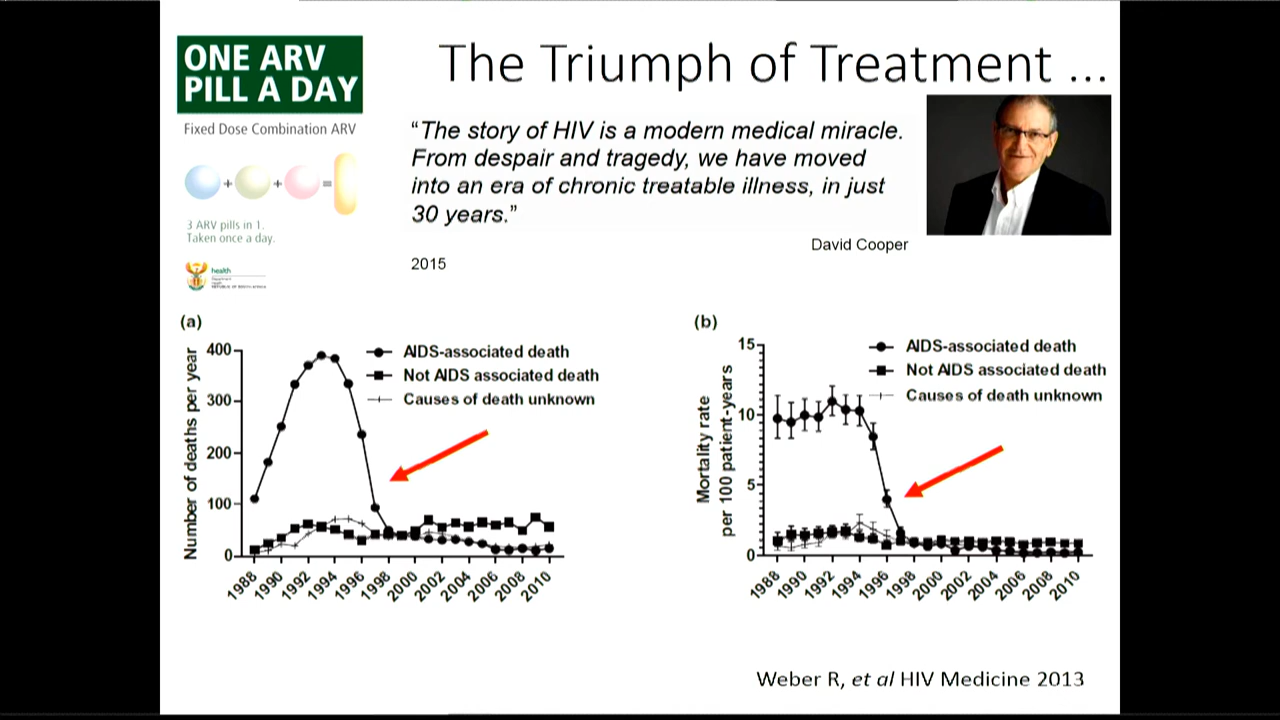 ONE ARV
PILL A DAY
Fixed Dose Combination ARV
+ + =
3 ARV pills in 1.
Taken once a day.
health
Department:
Health
REPUBLIC OF SOUTH AFRICA
The Triumph of Treatment ...
“The story of HIV is a modern medical miracle.
From despair and tragedy, we have moved
into an era of chronic treatable illness, in just
30 years.”
David Cooper
2015
(a)
Number of deaths per year
400
300
200
100
0
AIDS-associated death
Not AIDS associated death
Causes of death unknown
1988 1990 1992 1994 1996 1998 2000 2002 2004 2006 2008 2010
(b)
Mortality rate
per 100 patient-years
15
10
5
0
AIDS-associated death
Not AIDS associated death
Causes of death unknown
1988 1990 1992 1994 1996 1998 2000 2002 2004 2006 2008 2010
Weber R, et al HIV Medicine 2013